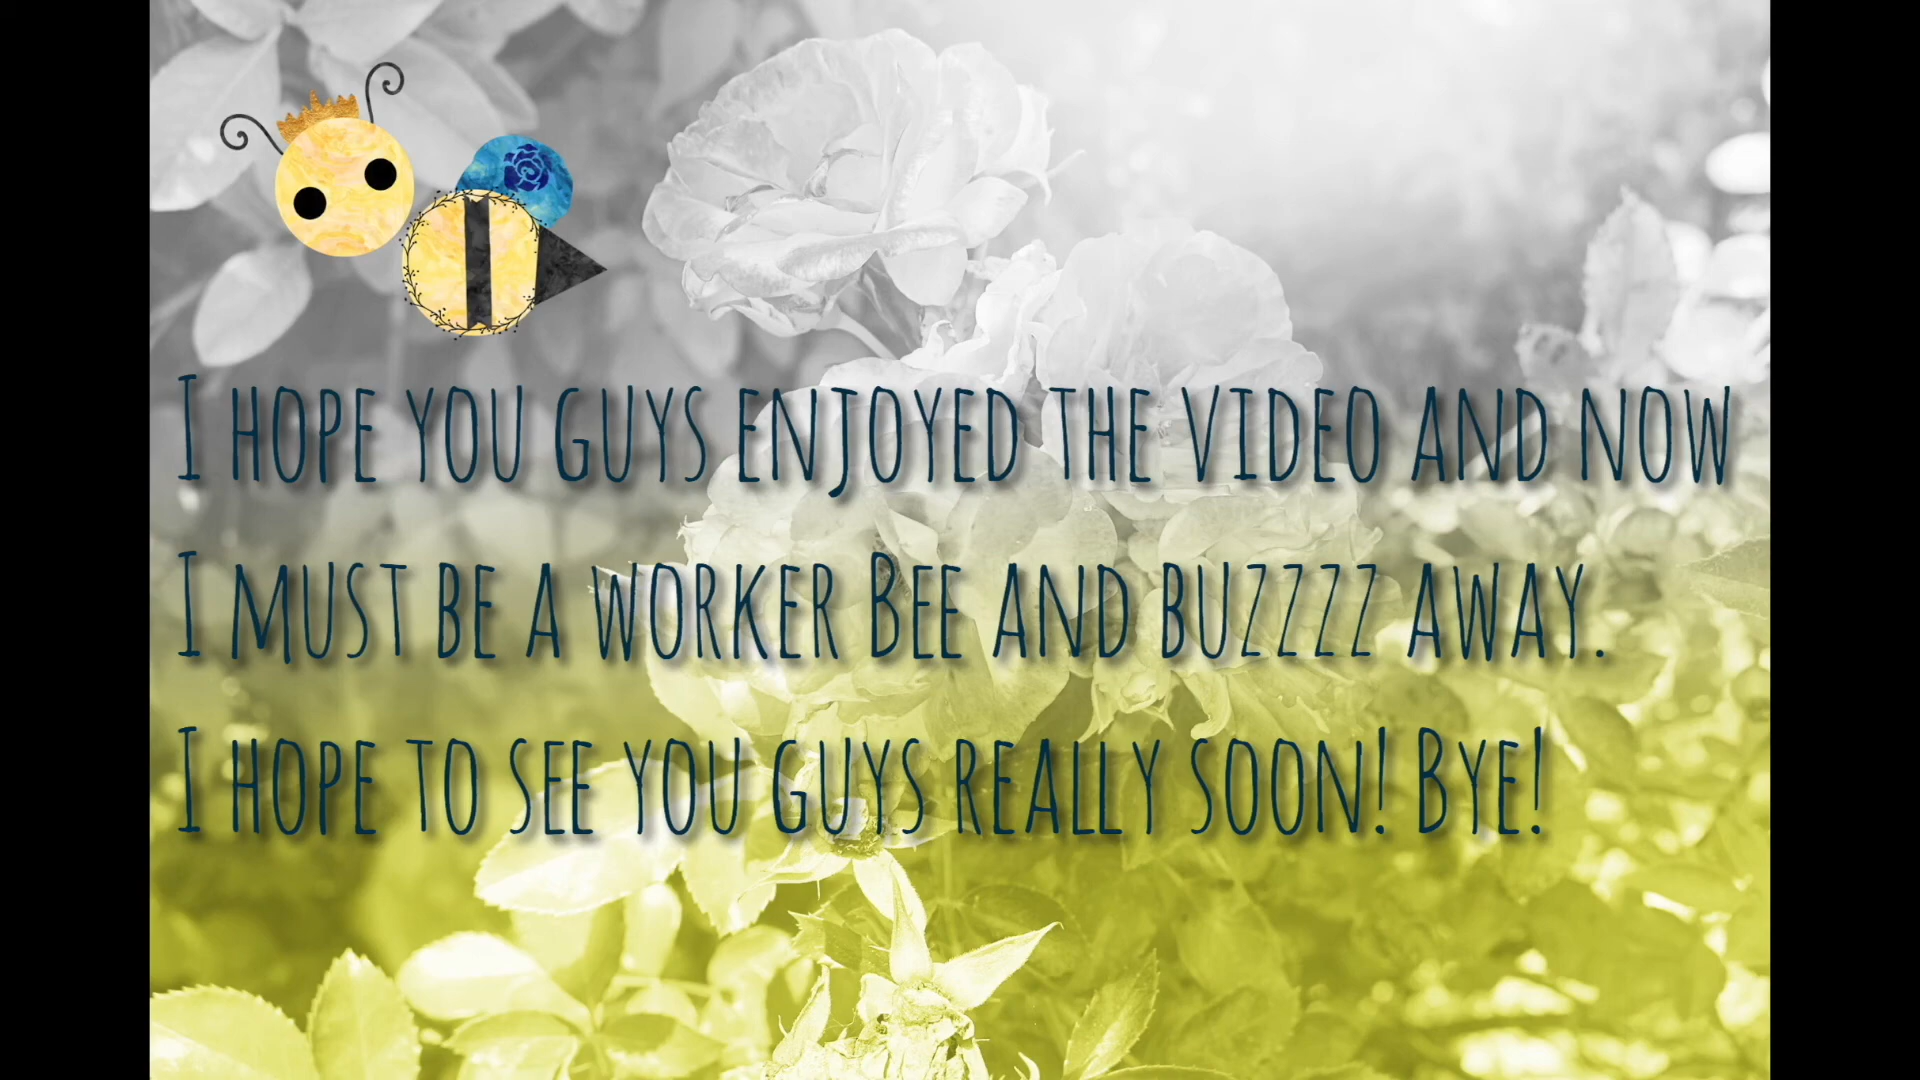 I hope you guys enjoyed the video and now
I must be a worker Bee and buzzzz away.
I hope to see you guys really soon! Bye!